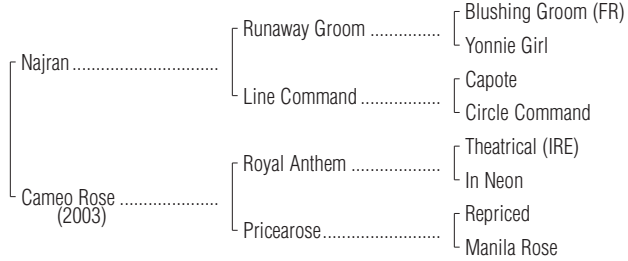 Blushing Groom (FR)
Runaway Groom ................
Yonnie Girl
Najran .............................
Capote
Line Command ................
Circle Command
Theatrical (IRE)
Royal Anthem .................
In Neon
Cameo Rose ....................
(2003)
Repriced
Pricearose.......................
Manila Rose